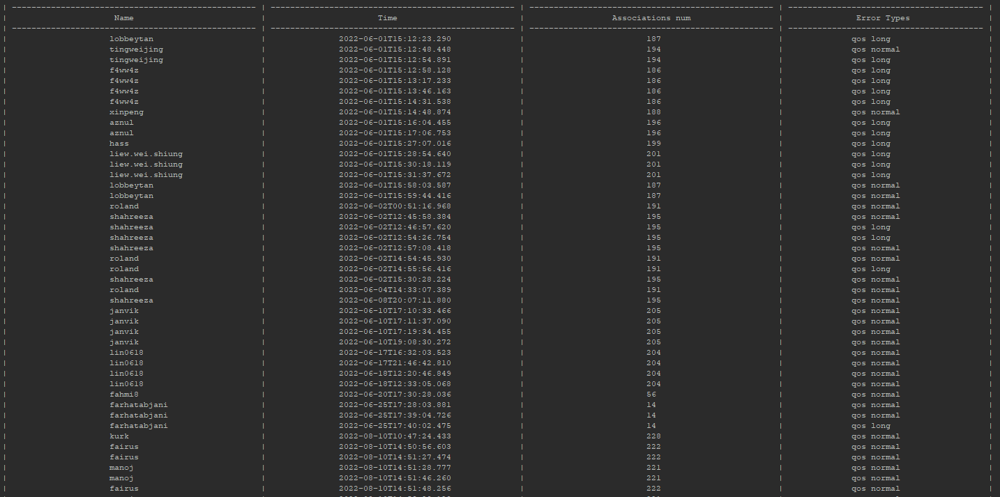 Name | Time | Associations num | Error Types
lobbeytan | 2022-06-01T15:12:23.290 | 187 | qos long
tingweijing | 2022-06-01T15:12:48.448 | 194 | qos normal
tingweijing | 2022-06-01T15:12:54.891 | 194 | qos long
f4ww4z | 2022-06-01T15:12:58.128 | 186 | qos long
f4ww4z | 2022-06-01T15:13:17.233 | 186 | qos long
f4ww4z | 2022-06-01T15:13:46.163 | 186 | qos long
f4ww4z | 2022-06-01T15:14:31.538 | 186 | qos long
xinpeng | 2022-06-01T15:14:48.874 | 188 | qos normal
aznul | 2022-06-01T15:16:04.455 | 196 | qos long
aznul | 2022-06-01T15:17:06.753 | 196 | qos long
hass | 2022-06-01T15:27:07.016 | 199 | qos long
liew.wei.shiung | 2022-06-01T15:28:54.640 | 201 | qos long
liew.wei.shiung | 2022-06-01T15:30:18.119 | 201 | qos long
liew.wei.shiung | 2022-06-01T15:31:37.672 | 201 | qos long
lobbeytan | 2022-06-01T15:58:03.587 | 187 | qos normal
lobbeytan | 2022-06-01T15:59:44.416 | 187 | qos normal
roland | 2022-06-02T00:51:16.968 | 191 | qos normal
shahreeza | 2022-06-02T12:45:58.384 | 195 | qos normal
shahreeza | 2022-06-02T12:46:57.620 | 195 | qos long
shahreeza | 2022-06-02T12:54:26.754 | 195 | qos long
shahreeza | 2022-06-02T12:57:08.418 | 195 | qos normal
roland | 2022-06-02T14:54:45.930 | 191 | qos normal
roland | 2022-06-02T14:55:56.416 | 191 | qos long
shahreeza | 2022-06-02T15:30:28.224 | 195 | qos normal
roland | 2022-06-04T14:33:07.389 | 191 | qos normal
shahreeza | 2022-06-08T20:07:11.880 | 195 | qos normal
janvik | 2022-06-10T17:10:33.466 | 205 | qos normal
janvik | 2022-06-10T17:11:37.090 | 205 | qos normal
janvik | 2022-06-10T17:19:34.455 | 205 | qos normal
janvik | 2022-06-10T19:08:30.272 | 205 | qos normal
lin0618 | 2022-06-17T16:32:03.523 | 204 | qos normal
lin0618 | 2022-06-17T21:46:42.810 | 204 | qos normal
lin0618 | 2022-06-18T12:20:46.849 | 204 | qos normal
lin0618 | 2022-06-18T12:33:05.068 | 204 | qos normal
fahmi8 | 2022-06-20T17:30:28.036 | 56 | qos normal
farhatabjani | 2022-06-25T17:28:03.881 | 14 | qos normal
farhatabjani | 2022-06-25T17:39:04.726 | 14 | qos normal
farhatabjani | 2022-06-25T17:40:02.475 | 14 | qos long
kurk | 2022-08-10T10:47:24.433 | 228 | qos normal
fairus | 2022-08-10T14:50:56.603 | 222 | qos normal
fairus | 2022-08-10T14:51:27.474 | 222 | qos normal
manoj | 2022-08-10T14:51:28.777 | 221 | qos normal
manoj | 2022-08-10T14:51:46.260 | 221 | qos normal
fairus | 2022-08-10T14:51:48.256 | 222 | qos normal